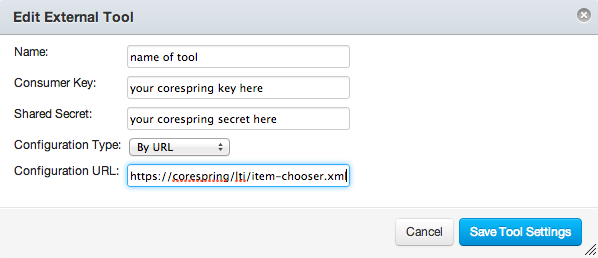 Edit External Tool
Name: name of tool
Consumer Key: your corespring key here
Shared Secret: your corespring secret here
Configuration Type: By URL
Configuration URL: https://corespring/lti/item-chooser.xml
Cancel Save Tool Settings